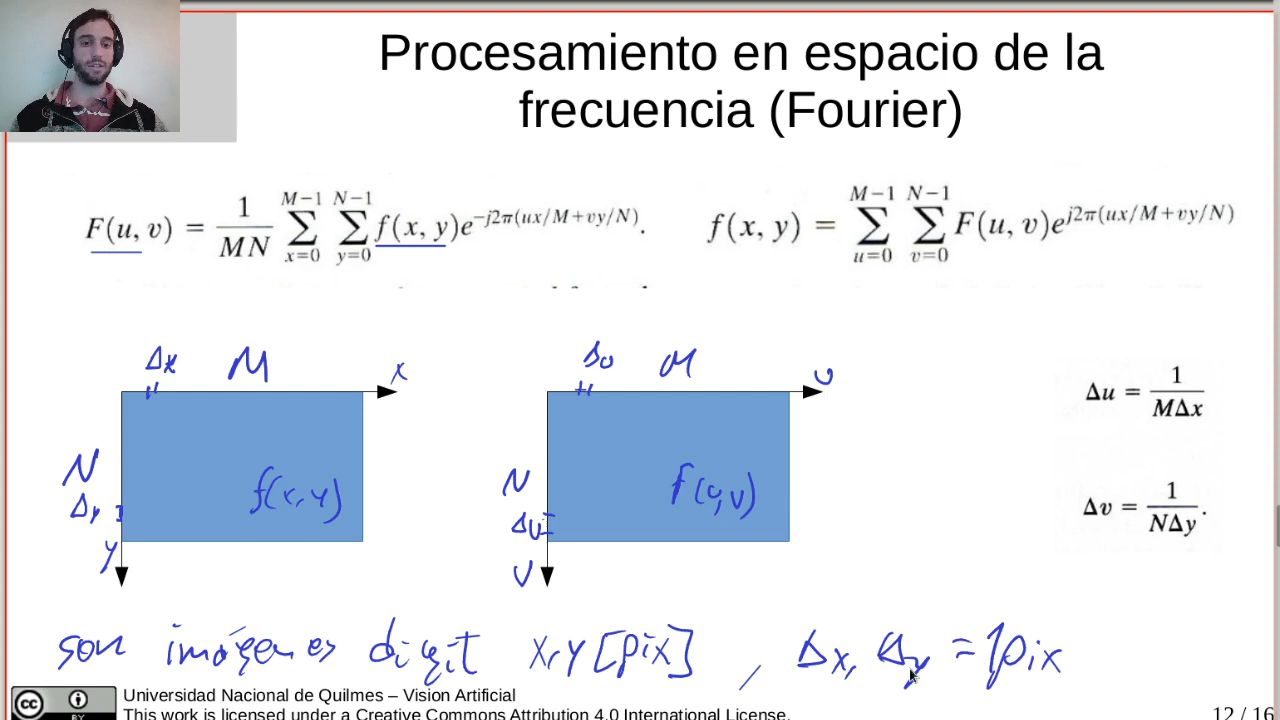 Procesamiento en espacio de la
frecuencia (Fourier)
F(u, v) = 1/MN Σ_{x=0}^{M−1} Σ_{y=0}^{N−1} f(x, y)e^{−j2π(ux/M+vy/N)}.
f(x, y) = Σ_{u=0}^{M−1} Σ_{v=0}^{N−1} F(u, v)e^{j2π(ux/M+vy/N)}
Δx M x
N
Δy
y
f(x,y)
Δu M u
N
Δv
v
F(u,v)
Δu = 1/MΔx
Δv = 1/NΔy.
son imágenes digit x,y [pix] , Δx, Δy = 1pix
cc BY
Universidad Nacional de Quilmes – Vision Artificial
This work is licensed under a Creative Commons Attribution 4.0 International License.
12 / 16